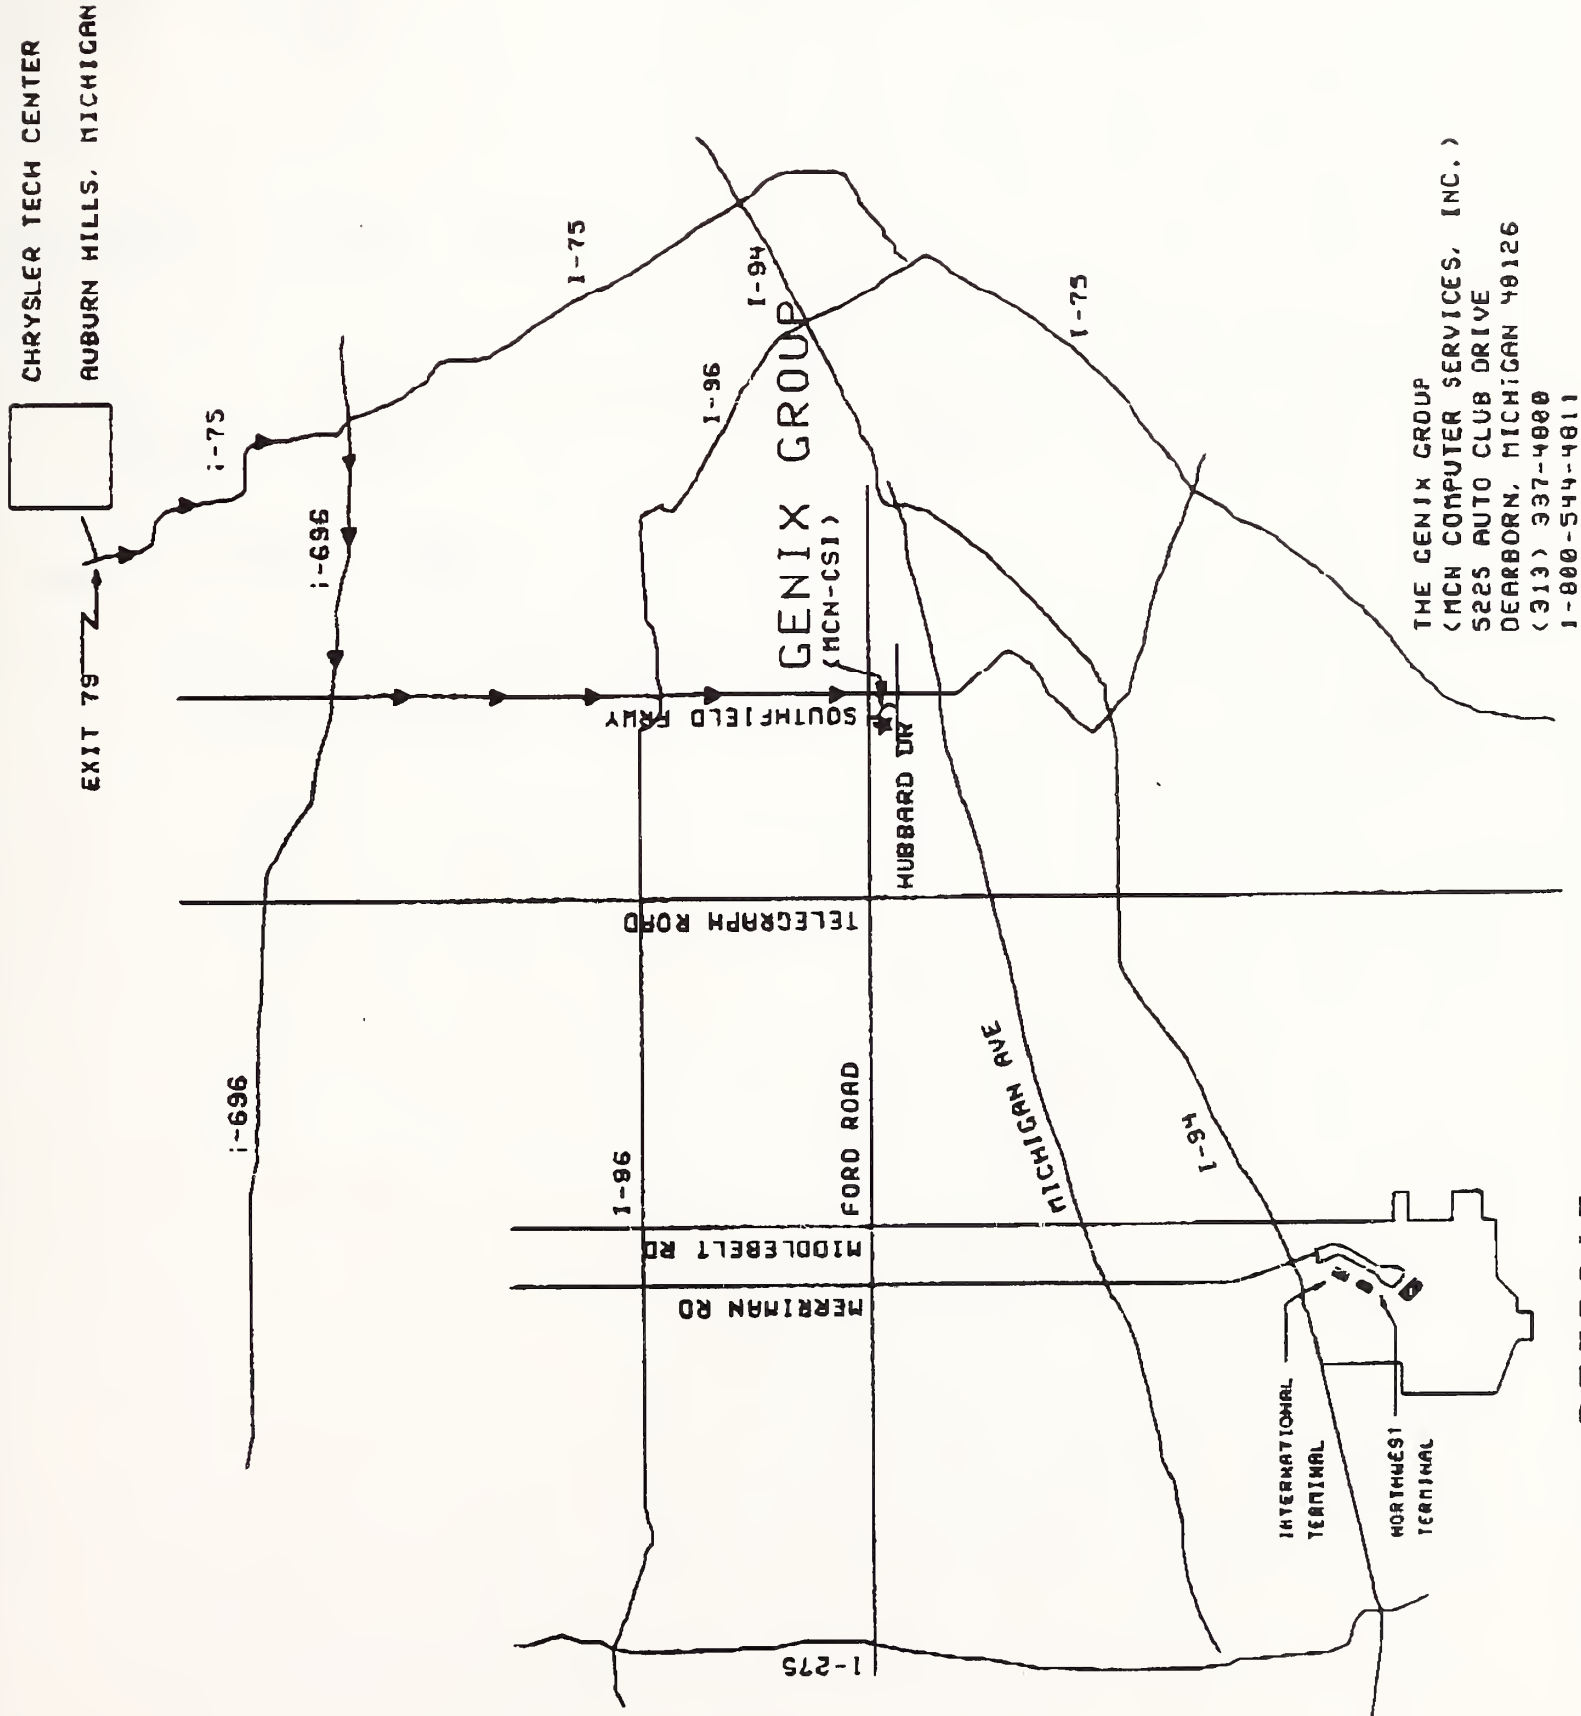 CHRYSLER TECH CENTER
AUBURN HILLS, MICHIGAN
EXIT 79
I-75
I-696
I-75
I-94
I-96
GENIX GROUP
(MCN-CSI)
I-75
SOUTHFIELD FRWY
HUBBARD DR
TELEGRAPH ROAD
I-696
I-96
FORD ROAD
MICHIGAN AVE
I-94
MIDDLEBELT RD
MERRIMAN RD
I-275
INTERNATIONAL
TERMINAL
NORTHWEST
TERMINAL
THE GENIX GROUP
(MCN COMPUTER SERVICES, INC.)
5225 AUTO CLUB DRIVE
DEARBORN, MICHIGAN 48126
(313) 337-4800
1-800-544-4811